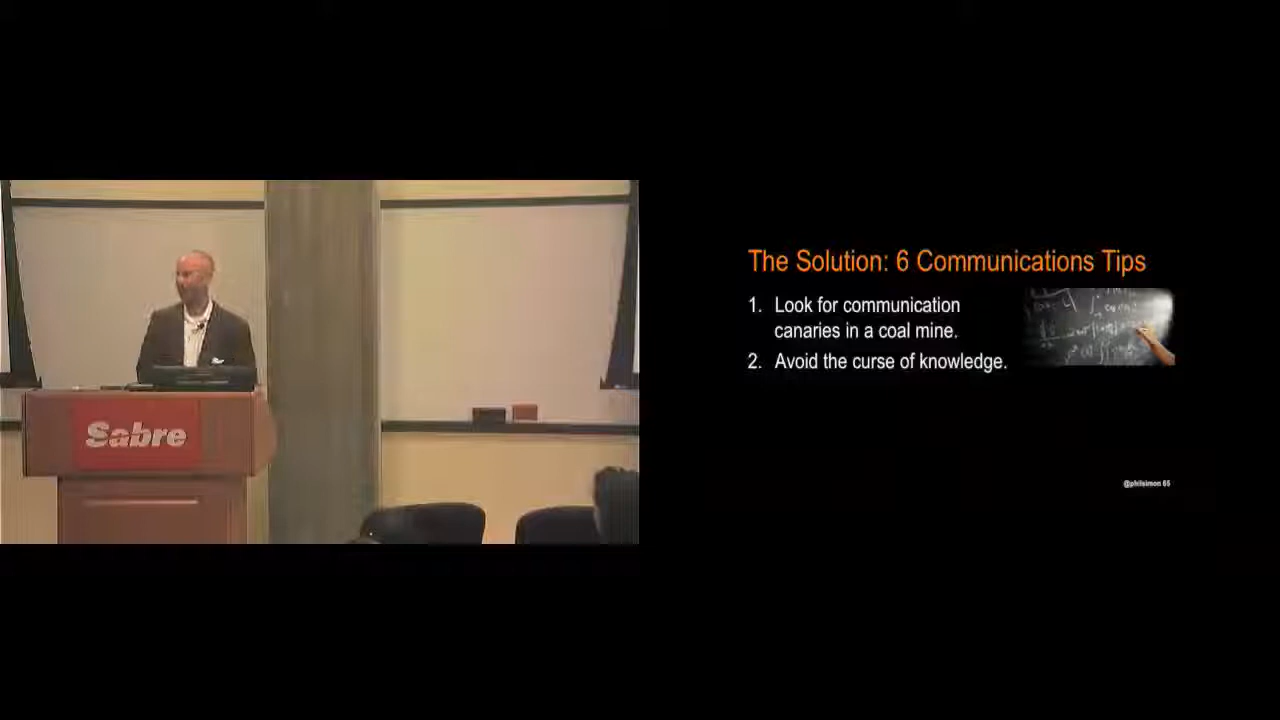 Sabre
The Solution: 6 Communications Tips
1. Look for communication
canaries in a coal mine.
2. Avoid the curse of knowledge.
@philsimon 65